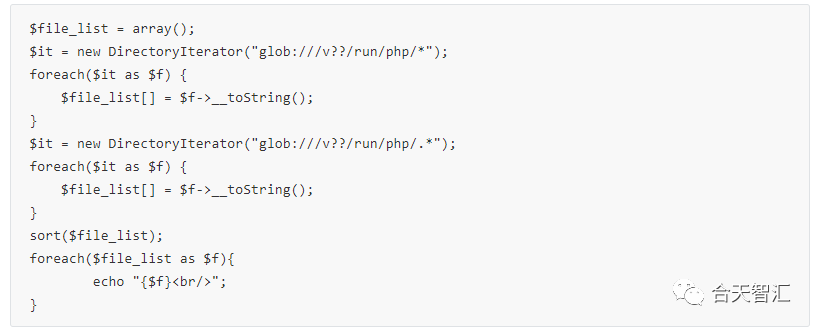 $file_list = array();
$it = new DirectoryIterator("glob:///v??/run/php/*");
foreach($it as $f) {
    $file_list[] = $f->__toString();
}
$it = new DirectoryIterator("glob:///v??/run/php/.*");
foreach($it as $f) {
    $file_list[] = $f->__toString();
}
sort($file_list);
foreach($file_list as $f){
        echo "{$f}<br/>";
}
合天智汇